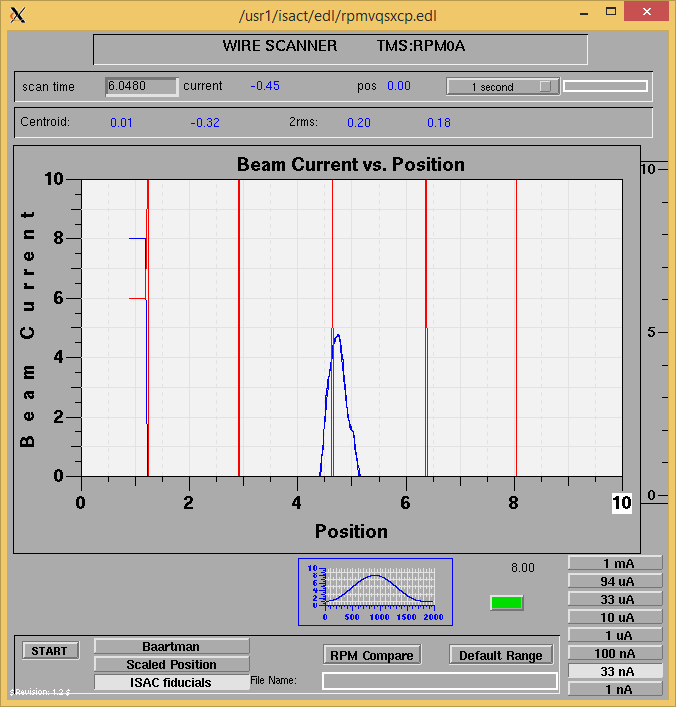 /usr1/isact/edl/rpmvqsxcp.edl
WIRE SCANNER TMS:RPM0A
scan time 6.0480 current -0.45 pos 0.00 1 second
Centroid: 0.01 -0.32 2rms: 0.20 0.18
Beam Current vs. Position
10 8 6 4 2 0
Beam Current
0 2 4 6 8 10
Position
10 5 0
10 8 6 4 2 0
0 500 1000 1500 2000
8.00
1 mA
94 uA
33 uA
10 uA
1 uA
100 nA
33 nA
1 nA
START
Baartman
Scaled Position
ISAC fiducials
RPM Compare
Default Range
File Name:
$Revision: 1.2 $